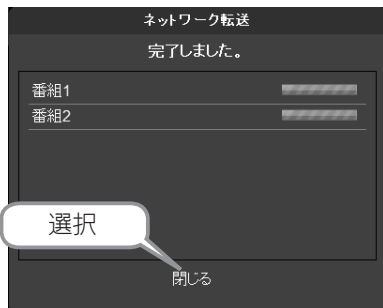 ネットワーク転送
完了しました。
番組1
番組2
選択
閉じる